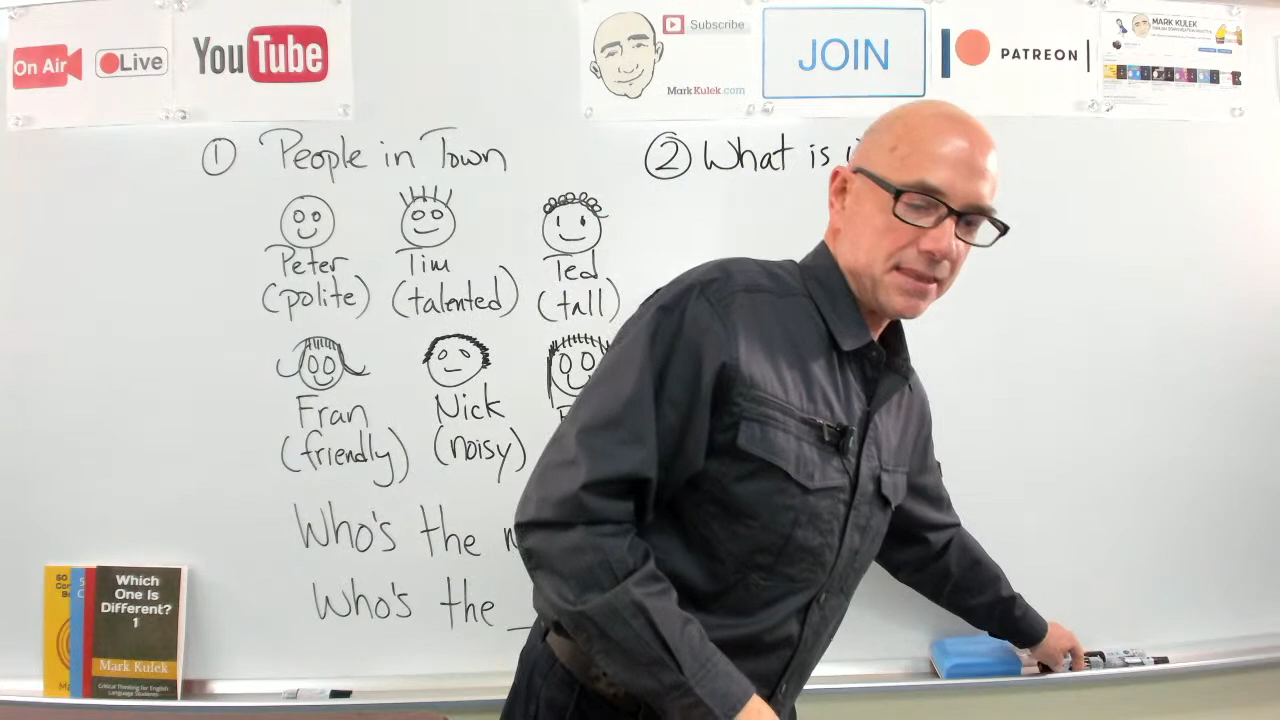 On Air
Live
YouTube
Subscribe
MarkKulek.com
JOIN
PATREON
MARK KULEK
① People in Town
② What is
Peter
Tim
Ted
(polite)
(talented)
(tall)
Fran
Nick
(friendly)
(noisy)
Who's the
Who's the _
Which
One Is
Different?
1
Mark Kulek
Critical Thinking for English
Language Students